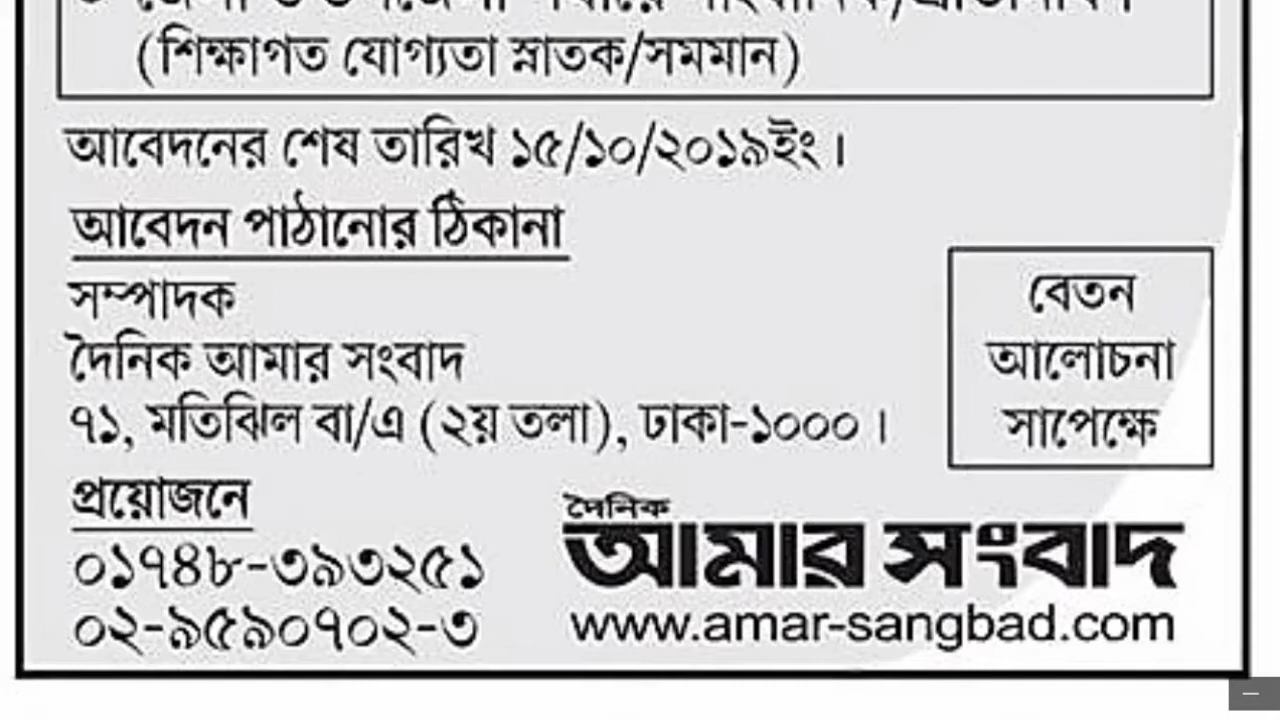 (শিক্ষাগত যোগ্যতা স্নাতক/সমমান)
আবেদনের শেষ তারিখ ১৫/১০/২০১৯ইং।
আবেদন পাঠানোর ঠিকানা
সম্পাদক
দৈনিক আমার সংবাদ
৭১, মতিঝিল বা/এ (২য় তলা), ঢাকা-১০০০।
বেতন
আলোচনা
সাপেক্ষে
প্রয়োজনে
০১৭৪৮-৩৯৩২৫১
০২-৯৫৯০৭০২-৩
দৈনিক
আমার সংবাদ
www.amar-sangbad.com